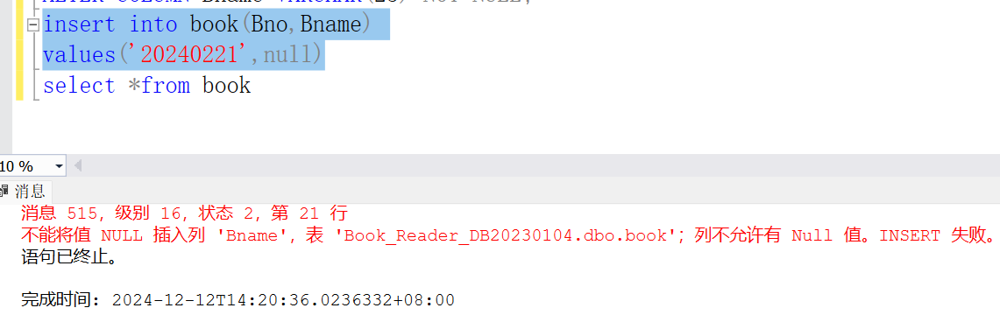 insert into book(Bno,Bname)
values('20240221',null)
select *from book
10 %
消息
消息 515, 级别 16, 状态 2, 第 21 行
不能将值 NULL 插入列 'Bname', 表 'Book_Reader_DB20230104.dbo.book'; 列不允许有 Null 值。INSERT 失败。
语句已终止。
完成时间: 2024-12-12T14:20:36.0236332+08:00